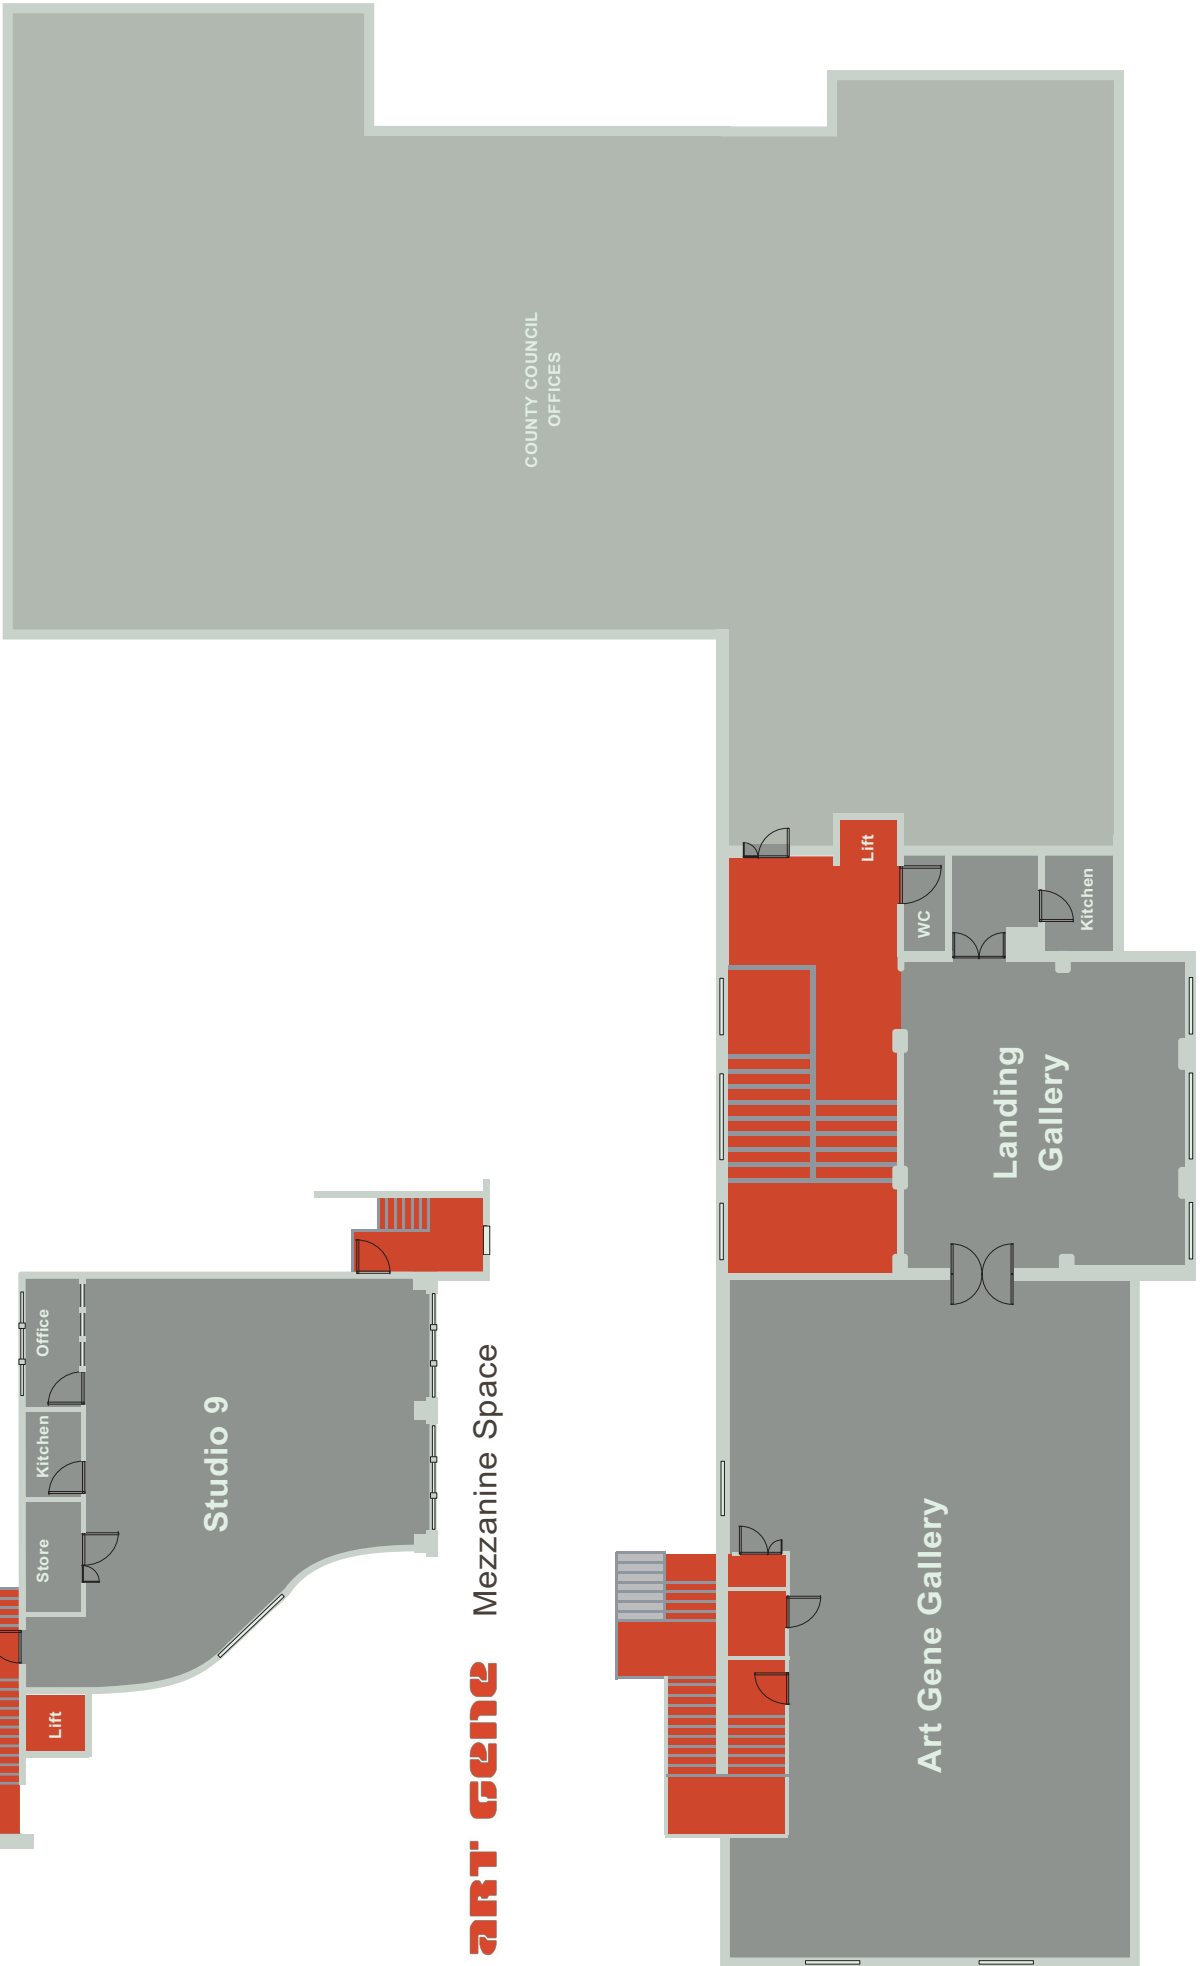 Store
Kitchen
Office
Lift
Studio 9
ART GENE
Mezzanine Space
COUNTY COUNCIL
OFFICES
Lift
WC
Kitchen
Landing
Gallery
Art Gene Gallery